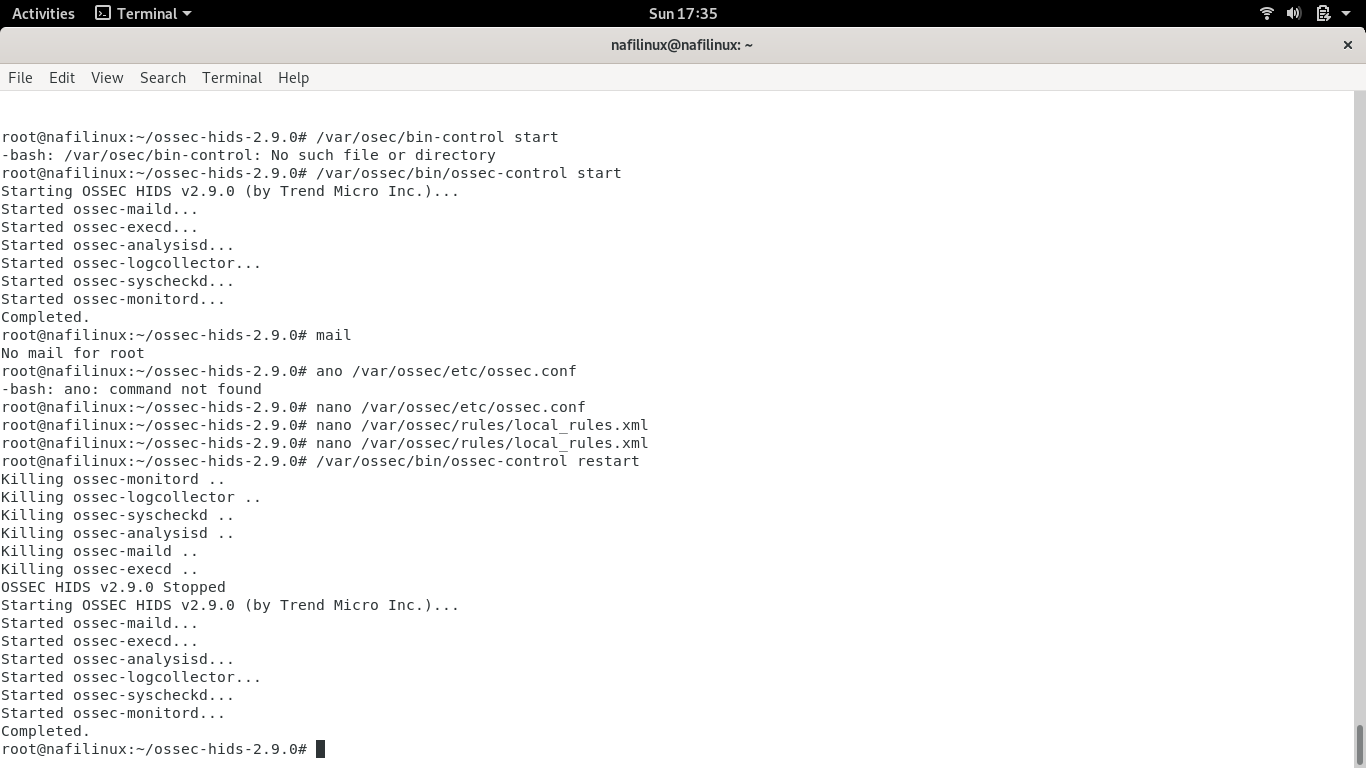 Activities Terminal Sun 17:35
nafilinux@nafilinux: ~ ×
File Edit View Search Terminal Help
root@nafilinux:~/ossec-hids-2.9.0# /var/osec/bin-control start
-bash: /var/osec/bin-control: No such file or directory
root@nafilinux:~/ossec-hids-2.9.0# /var/ossec/bin/ossec-control start
Starting OSSEC HIDS v2.9.0 (by Trend Micro Inc.)...
Started ossec-maild...
Started ossec-execd...
Started ossec-analysisd...
Started ossec-logcollector...
Started ossec-syscheckd...
Started ossec-monitord...
Completed.
root@nafilinux:~/ossec-hids-2.9.0# mail
No mail for root
root@nafilinux:~/ossec-hids-2.9.0# ano /var/ossec/etc/ossec.conf
-bash: ano: command not found
root@nafilinux:~/ossec-hids-2.9.0# nano /var/ossec/etc/ossec.conf
root@nafilinux:~/ossec-hids-2.9.0# nano /var/ossec/rules/local_rules.xml
root@nafilinux:~/ossec-hids-2.9.0# nano /var/ossec/rules/local_rules.xml
root@nafilinux:~/ossec-hids-2.9.0# /var/ossec/bin/ossec-control restart
Killing ossec-monitord ..
Killing ossec-logcollector ..
Killing ossec-syscheckd ..
Killing ossec-analysisd ..
Killing ossec-maild ..
Killing ossec-execd ..
OSSEC HIDS v2.9.0 Stopped
Starting OSSEC HIDS v2.9.0 (by Trend Micro Inc.)...
Started ossec-maild...
Started ossec-execd...
Started ossec-analysisd...
Started ossec-logcollector...
Started ossec-syscheckd...
Started ossec-monitord...
Completed.
root@nafilinux:~/ossec-hids-2.9.0#